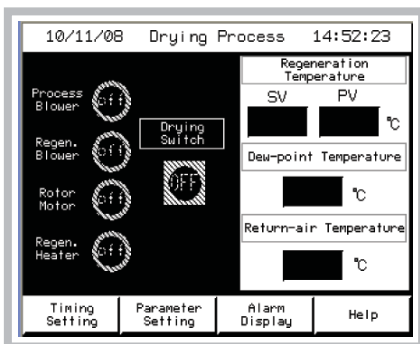 10/11/08 Drying Process 14:52:23
Process
Blower
off
Regen.
Blower
off
Rotor
Motor
off
Regen.
Heater
off
Drying
Switch
OFF
Regeneration
Temperature
SV PV
°C
Dew-point Temperature
°C
Return-air Temperature
°C
Timing
Setting
Parameter
Setting
Alarm
Display
Help